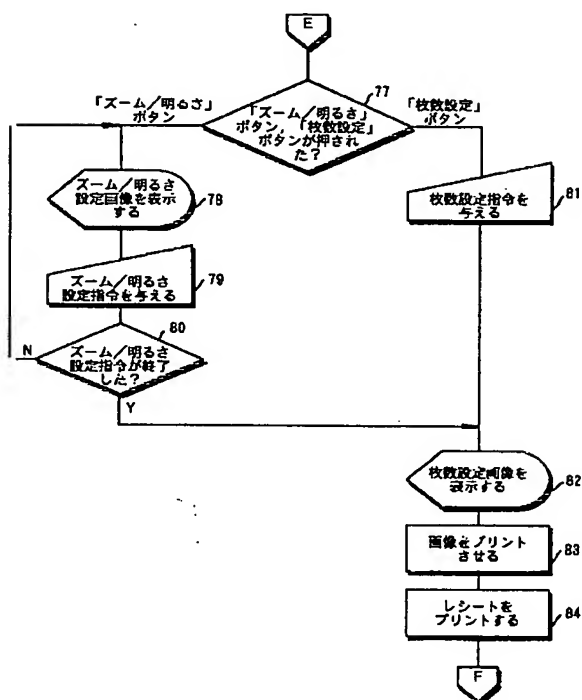 E
77
「ズーム/明るさ」
ボタン
「ズーム/明るさ」
ボタン,「枚数設定」
ボタンが押され
た?
「枚数設定」
ボタン
ズーム/明るさ
設定画像を表示
する
78
枚数設定指令を
与える
81
ズーム/明るさ
設定指令を与える
79
80
N
ズーム/明るさ
設定指令が終了
した?
Y
枚数設定画像を
表示する
82
画像をプリント
させる
83
レシートを
プリントする
84
F